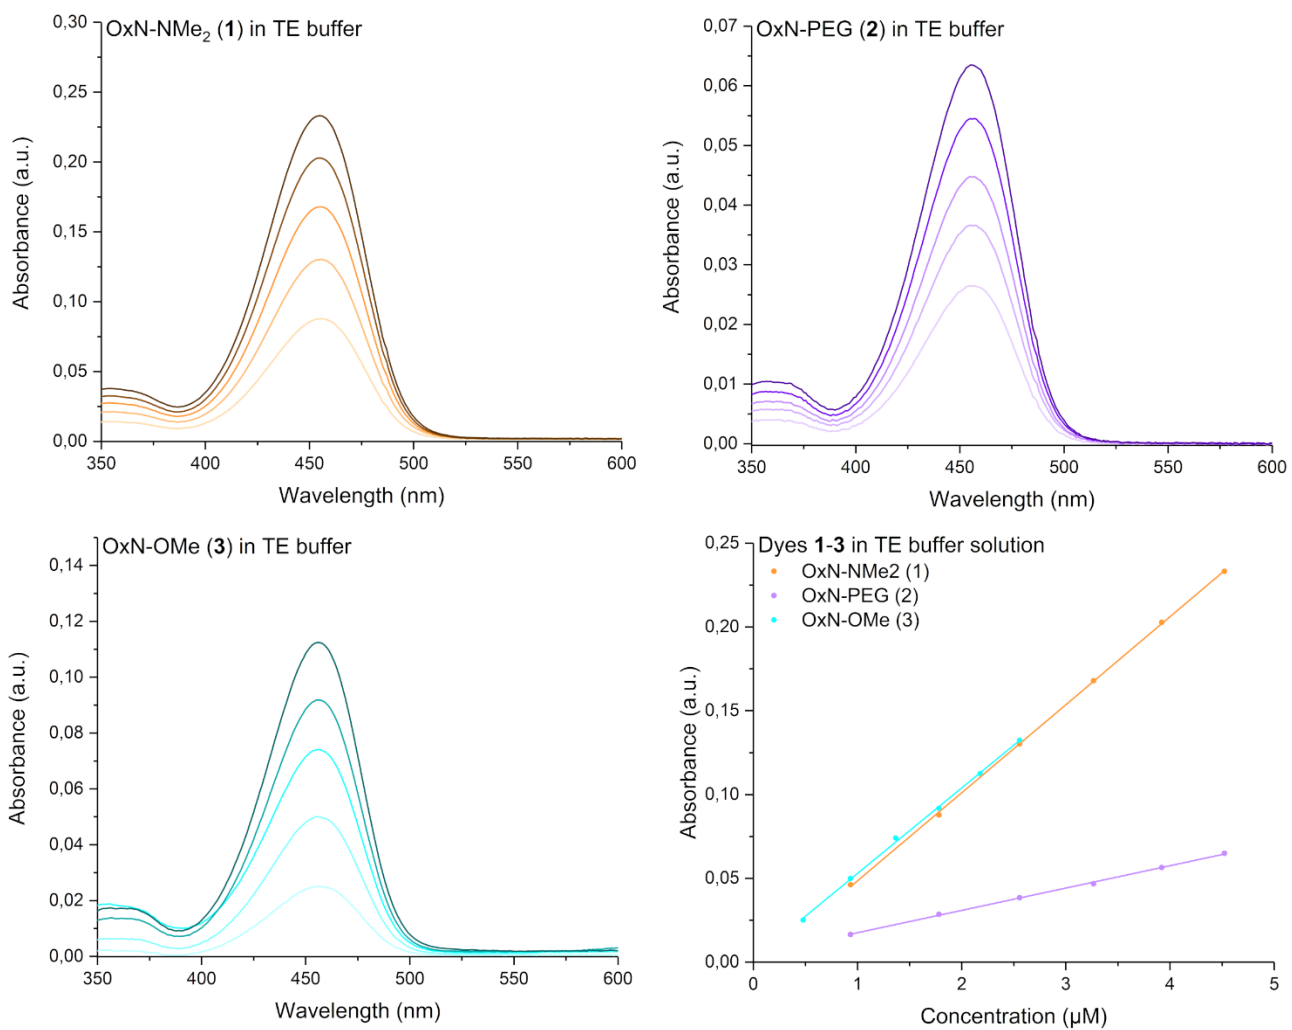 OxN-NMe₂ (1) in TE buffer
0,30
0,25
0,20
0,15
0,10
0,05
0,00
Absorbance (a.u.)
350 400 450 500 550 600
Wavelength (nm)
OxN-PEG (2) in TE buffer
0,07
0,06
0,05
0,04
0,03
0,02
0,01
0,00
Absorbance (a.u.)
350 400 450 500 550 600
Wavelength (nm)
OxN-OMe (3) in TE buffer
0,14
0,12
0,10
0,08
0.06
0.04
0.02
0,00
Absorbance (a.u.)
350 400 450 500 550 600
Wavelength (nm)
Dyes 1-3 in TE buffer solution
OxN-NMe2 (1)
OxN-PEG (2)
OxN-OMe (3)
0,25
0,20
0,15
0,10
0,05
0,00
Absorbance (a.u.)
0 1 2 3 4 5
Concentration (µM)